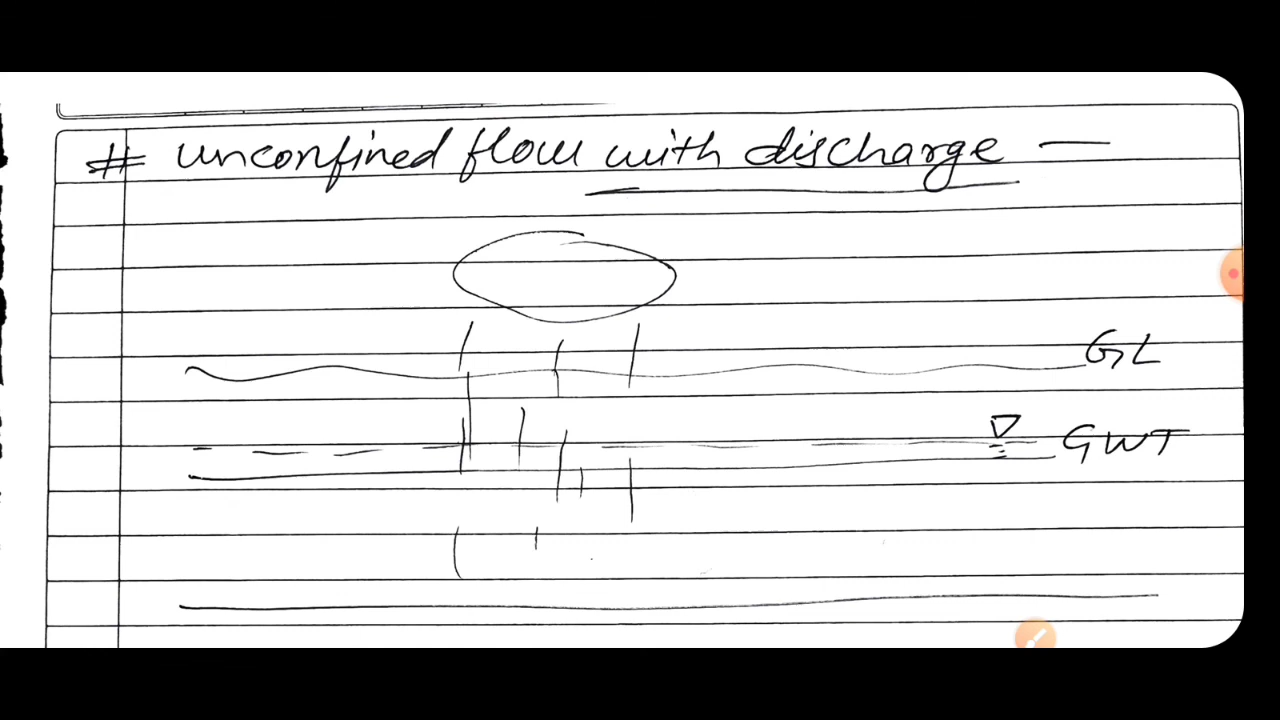 # unconfined flow with discharge —
GL
GWT